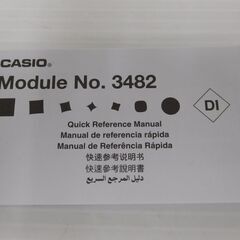 CASIO®
Module No. 3482
DI
Quick Reference Manual
Manual de referencia rápida
Manual de Referência Rápida
快速参考说明书
快速參考說明書
دليل المرجع السريع